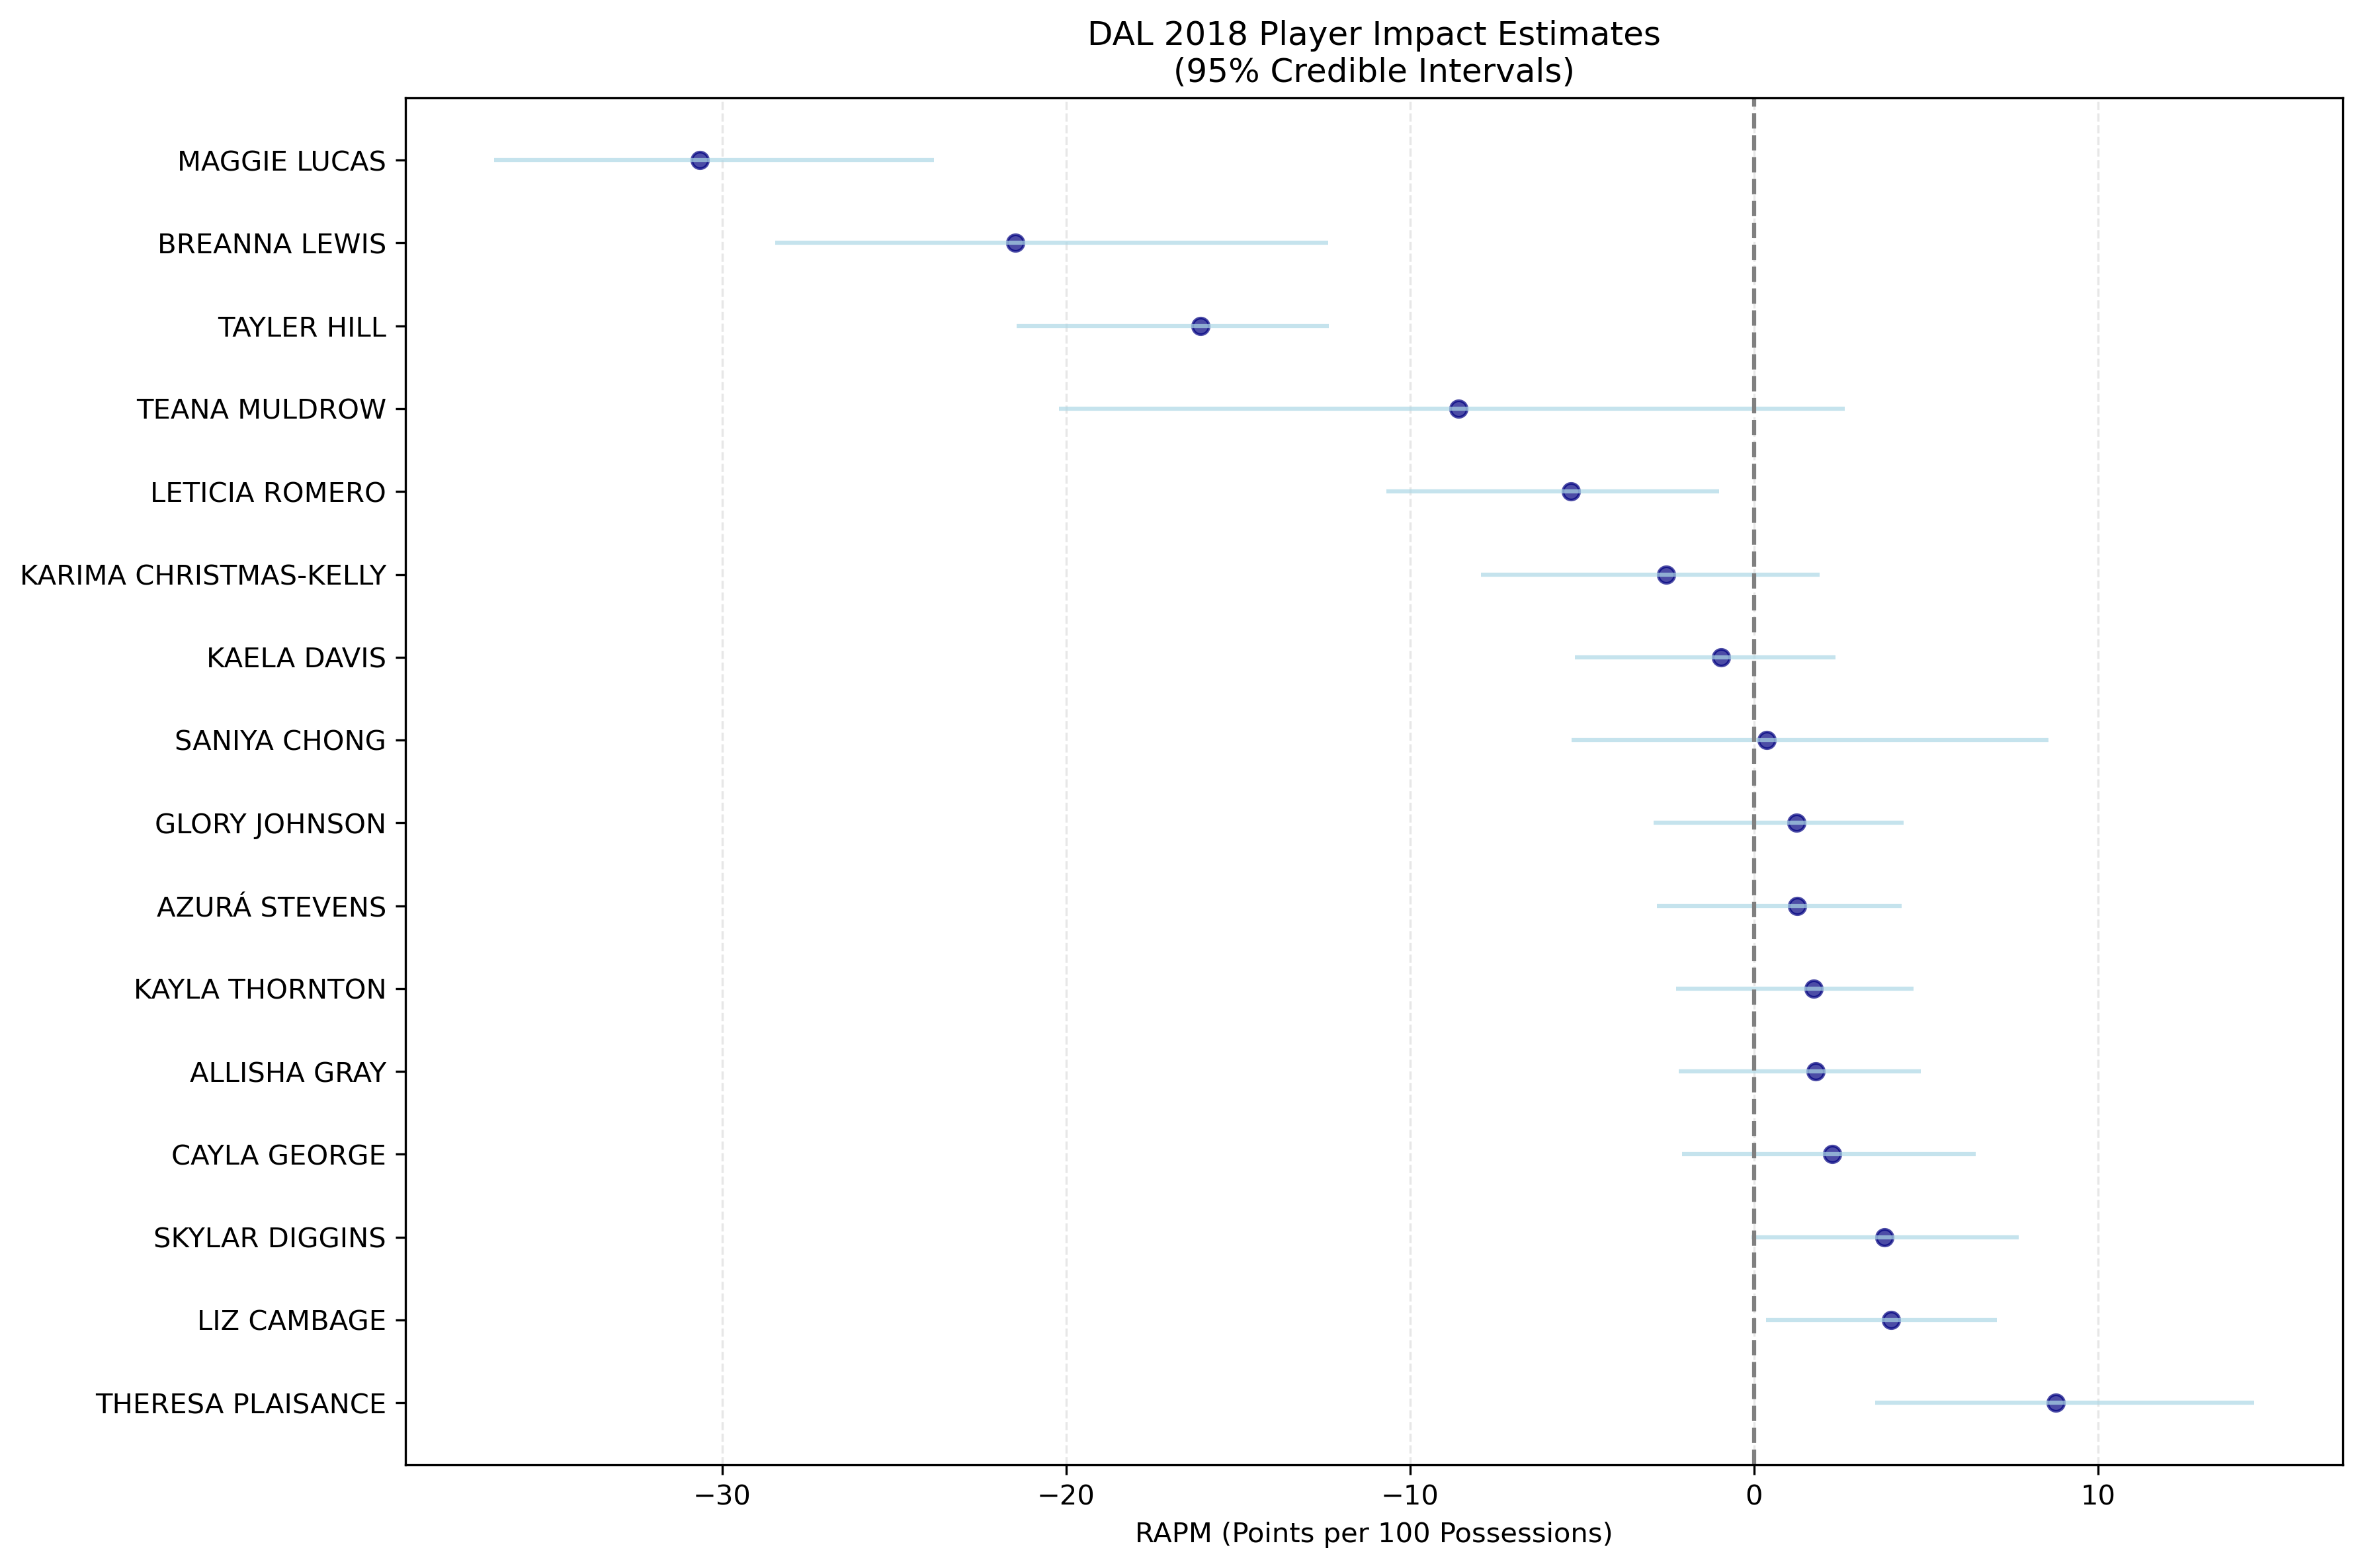 DAL 2018 Player Impact Estimates
(95% Credible Intervals)
MAGGIE LUCAS
BREANNA LEWIS
TAYLER HILL
TEANA MULDROW
LETICIA ROMERO
KARIMA CHRISTMAS-KELLY
KAELA DAVIS
SANIYA CHONG
GLORY JOHNSON
AZURÁ STEVENS
KAYLA THORNTON
ALLISHA GRAY
CAYLA GEORGE
SKYLAR DIGGINS
LIZ CAMBAGE
THERESA PLAISANCE
−30 −20 −10 0 10
RAPM (Points per 100 Possessions)